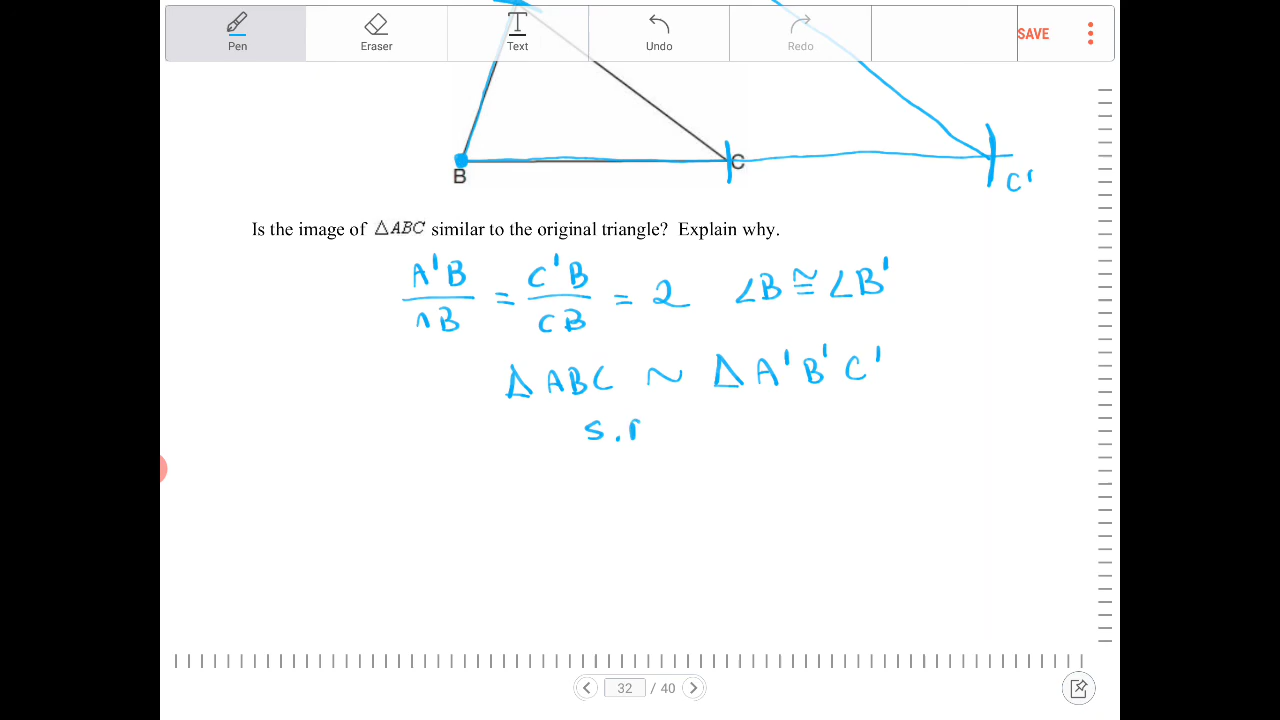 Pen Eraser Text Undo Redo SAVE
B C C'
Is the image of △ABC similar to the original triangle? Explain why.
A'B / AB = C'B / CB = 2 ∠B ≅ ∠B'
△ABC ~ △A'B'C'
s.
32 / 40